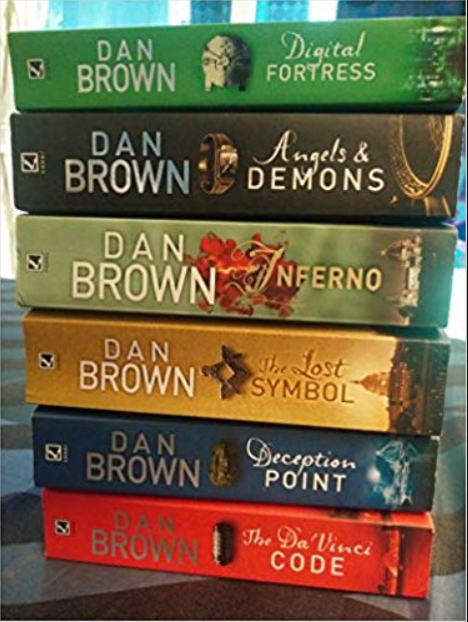 DAN
BROWN
Digital
FORTRESS
DAN
BROWN
Angels &
DEMONS
DAN
BROWN
INFERNO
DAN
BROWN
The Lost
SYMBOL
DAN
BROWN
Deception
POINT
DAN
BROWN
The Da Vinci
CODE